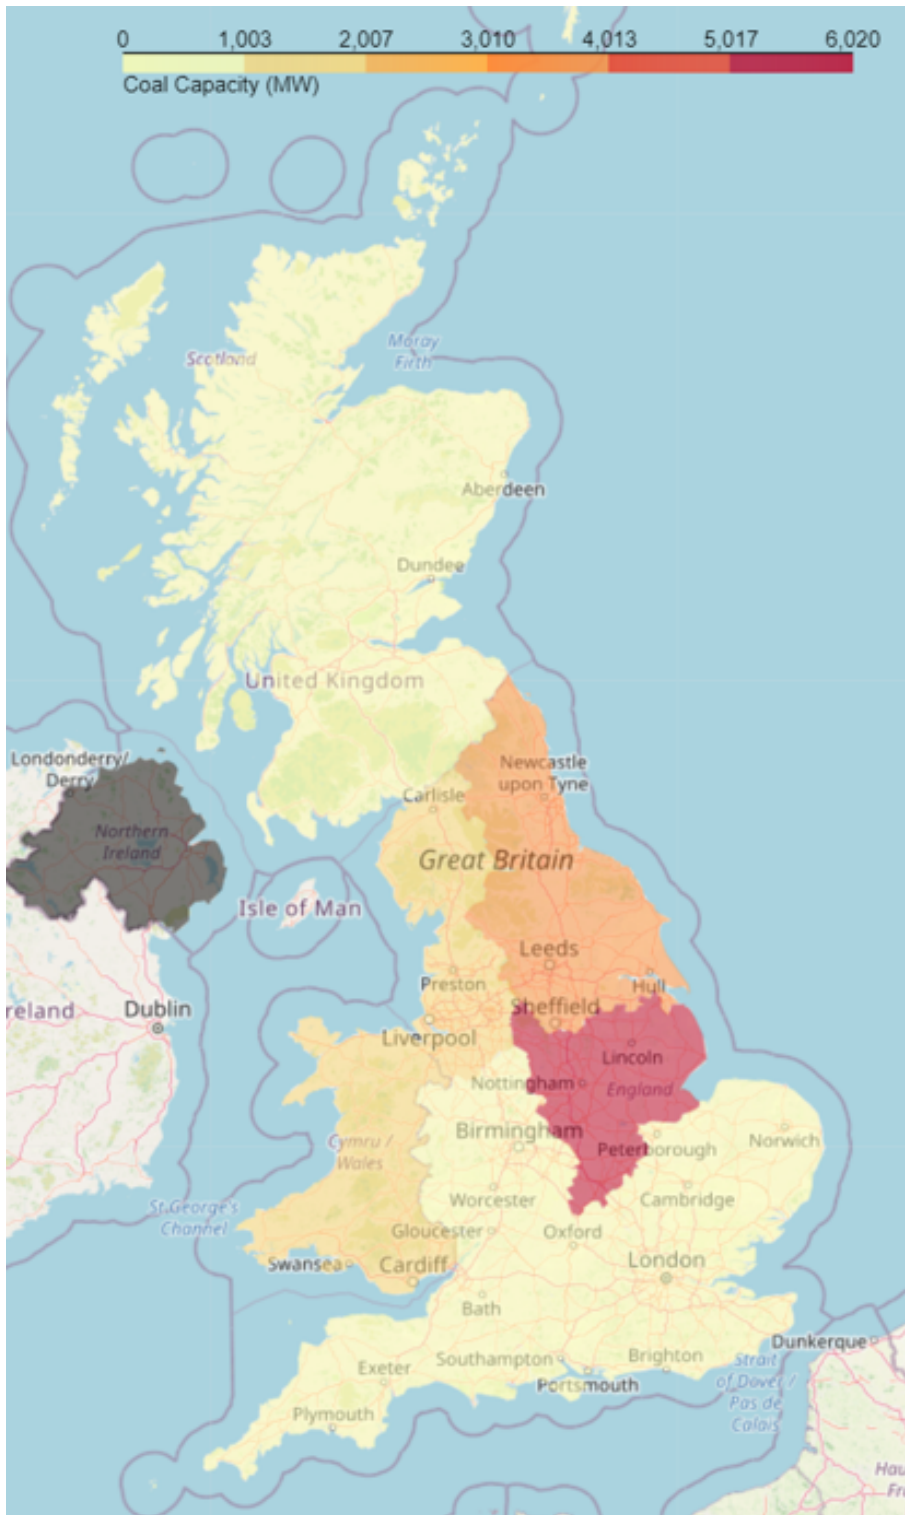 0 1,003 2,007 3,010 4,013 5,017 6,020
Coal Capacity (MW)
Moray
Firth
Scotland
Aberdeen
Dundee
United Kingdom
Londonderry/
Derry
Newcastle
upon Tyne
Carlisle
Northern
Ireland
Great Britain
Isle of Man
Leeds
Preston
Hull
reland
Dublin
Sheffield
Liverpool
Lincoln
Nottingham
England
Birmingham
Cymru /
Wales
Peterborough
Norwich
St George's
Channel
Worcester
Cambridge
Gloucester
Oxford
Swansea
Cardiff
London
Bath
Dunkerque
Southampton
Brighton
Exeter
Portsmouth
Strait
of Dover /
Pas de
Calais
Plymouth
Hau
Fr